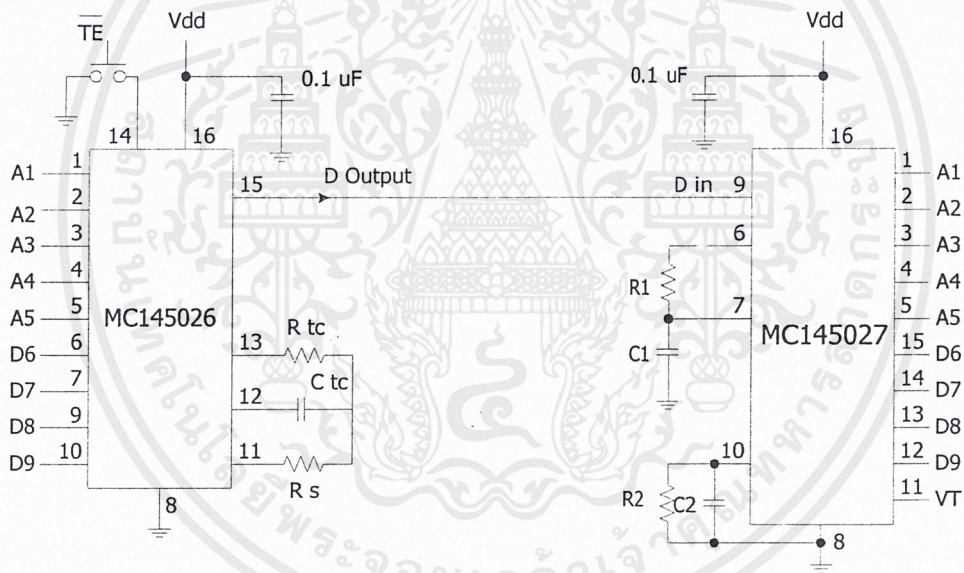 TE
Vdd
0.1 uF
14
16
A1 1
A2 2
A3 3
A4 4
A5 5
D6 6
D7 7
D8 9
D9 10
MC145026
15
D Output
13
R tc
C tc
12
11
R s
8
Vdd
0.1 uF
16
D in 9
6
R1
7
C1
MC145027
10
R2
C2
8
1 A1
2 A2
3 A3
4 A4
5 A5
15 D6
14 D7
13 D8
12 D9
11 VT